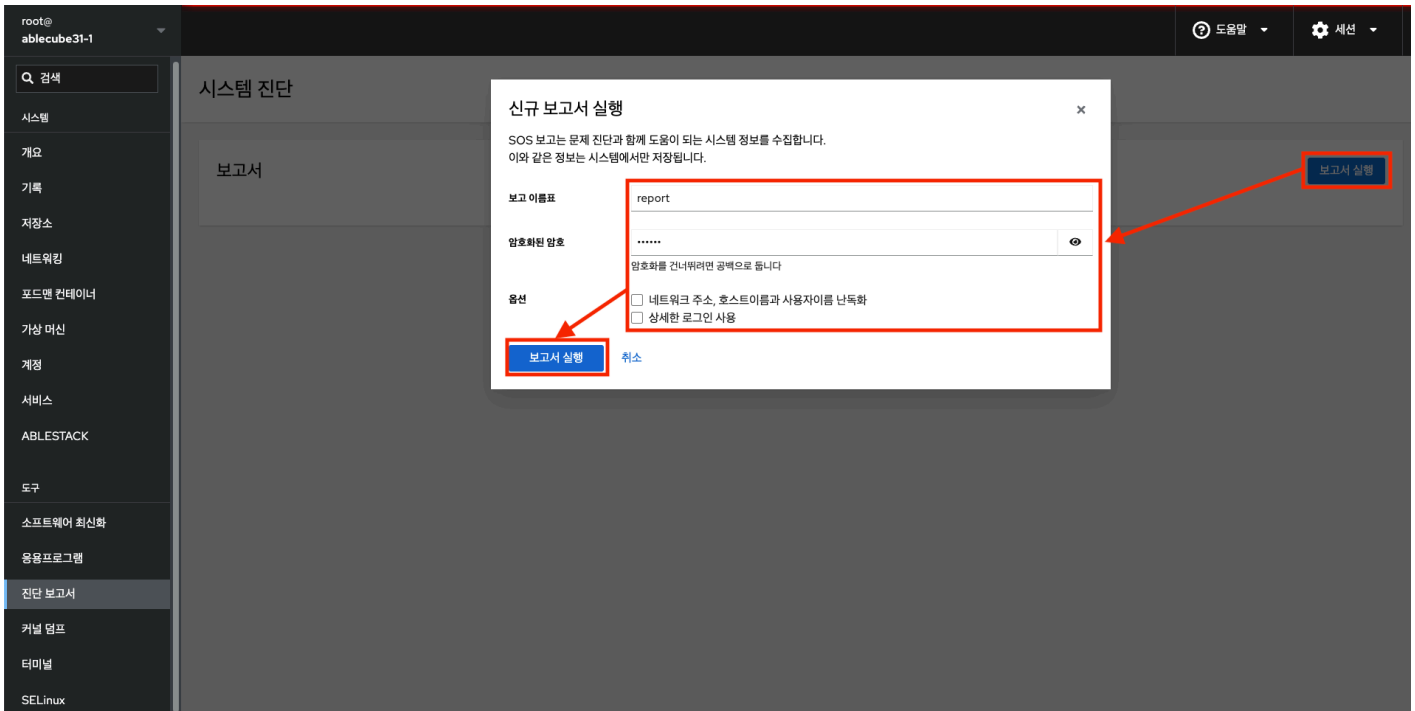 root@
ablecube31-1
도움말
세션
검색
시스템
개요
기록
저장소
네트워킹
포드맨 컨테이너
가상 머신
계정
서비스
ABLESTACK
도구
소프트웨어 최신화
응용프로그램
진단 보고서
커널 덤프
터미널
SELinux
시스템 진단
보고서
보고서 실행
신규 보고서 실행
SOS 보고는 문제 진단과 함께 도움이 되는 시스템 정보를 수집합니다.
이와 같은 정보는 시스템에서만 저장됩니다.
보고 이름표
report
암호화된 암호
••••••
암호화를 건너뛰려면 공백으로 둡니다
옵션
네트워크 주소, 호스트이름과 사용자이름 난독화
상세한 로그인 사용
보고서 실행
취소